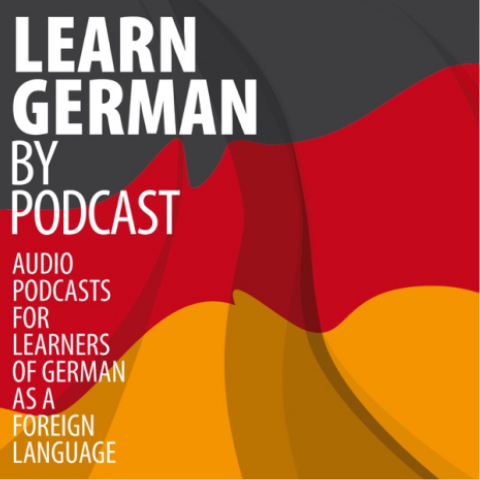 LEARN
GERMAN
BY
PODCAST
AUDIO
PODCASTS
FOR
LEARNERS
OF GERMAN
AS A
FOREIGN
LANGUAGE